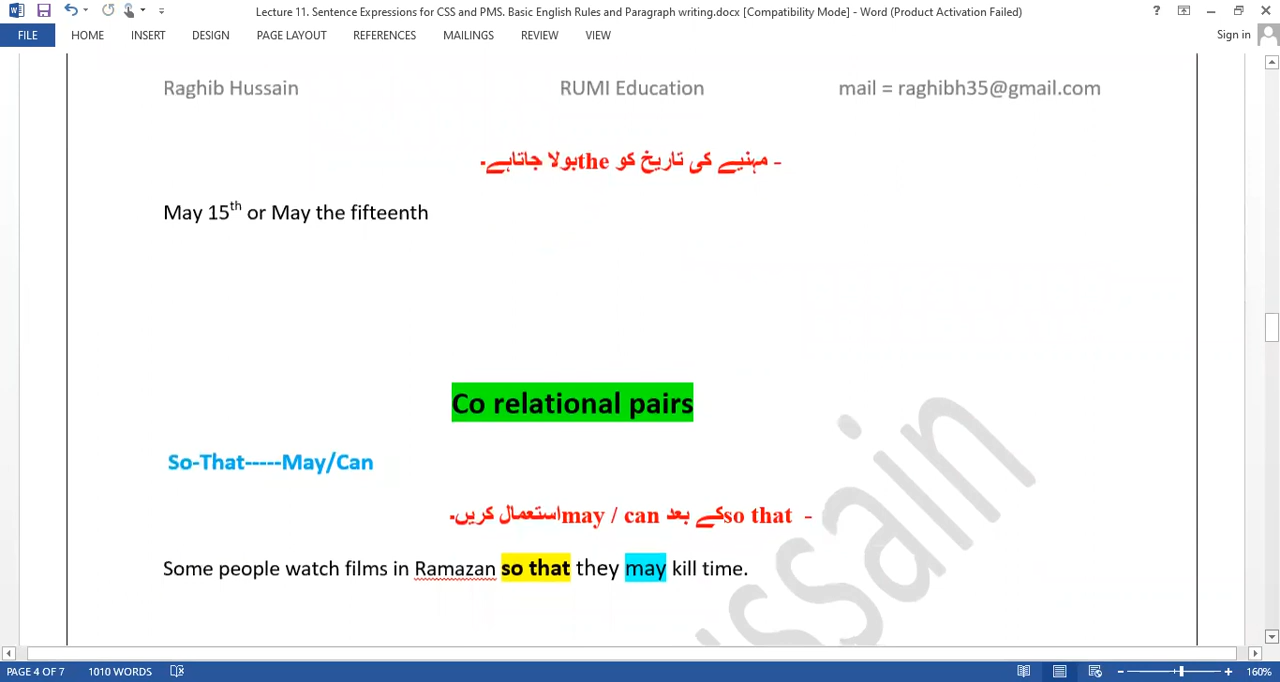 Lecture 11. Sentence Expressions for CSS and PMS. Basic English Rules and Paragraph writing.docx [Compatibility Mode] - Word (Product Activation Failed)
FILE HOME INSERT DESIGN PAGE LAYOUT REFERENCES MAILINGS REVIEW VIEW Sign in
Raghib Hussain RUMI Education mail = raghibh35@gmail.com
- مہنیے کی تاریخ کو theبولا جاتاہے۔
May 15th or May the fifteenth
Co relational pairs
So-That-----May/Can
- so thatکے بعد may / canاستعمال کریں۔
Some people watch films in Ramazan so that they may kill time.
ussain
PAGE 4 OF 7 1010 WORDS 160%